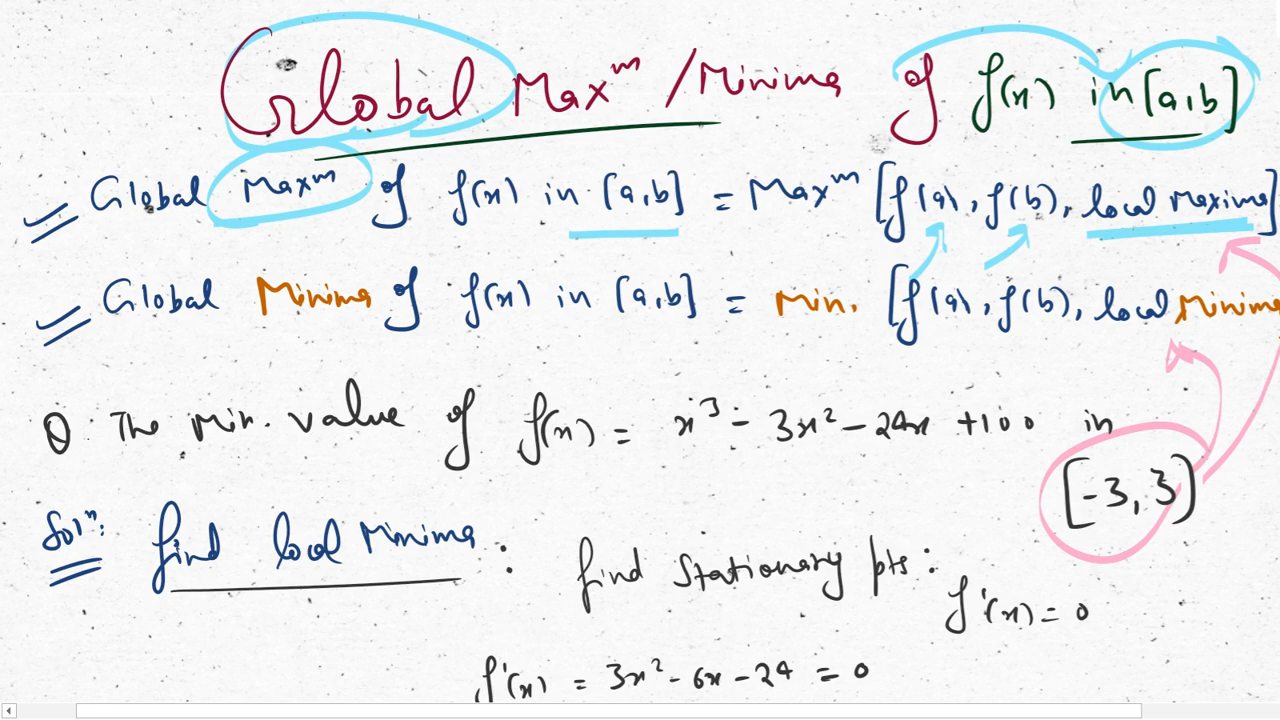 Global Maxᵐ / Minima of f(x) in [a,b]
Global Maxᵐ of f(x) in [a,b] = Maxᵐ [f(a), f(b), local Maxima]
Global Minima of f(x) in [a,b] = Min. [f(a), f(b), local Minima
Q. The Min. value of f(x) = x³ - 3x² - 24x + 100 in
[-3, 3]
Solⁿ: find local Minima : find Stationary pts :
f'(x) = 0
f'(x) = 3x² - 6x - 24 = 0